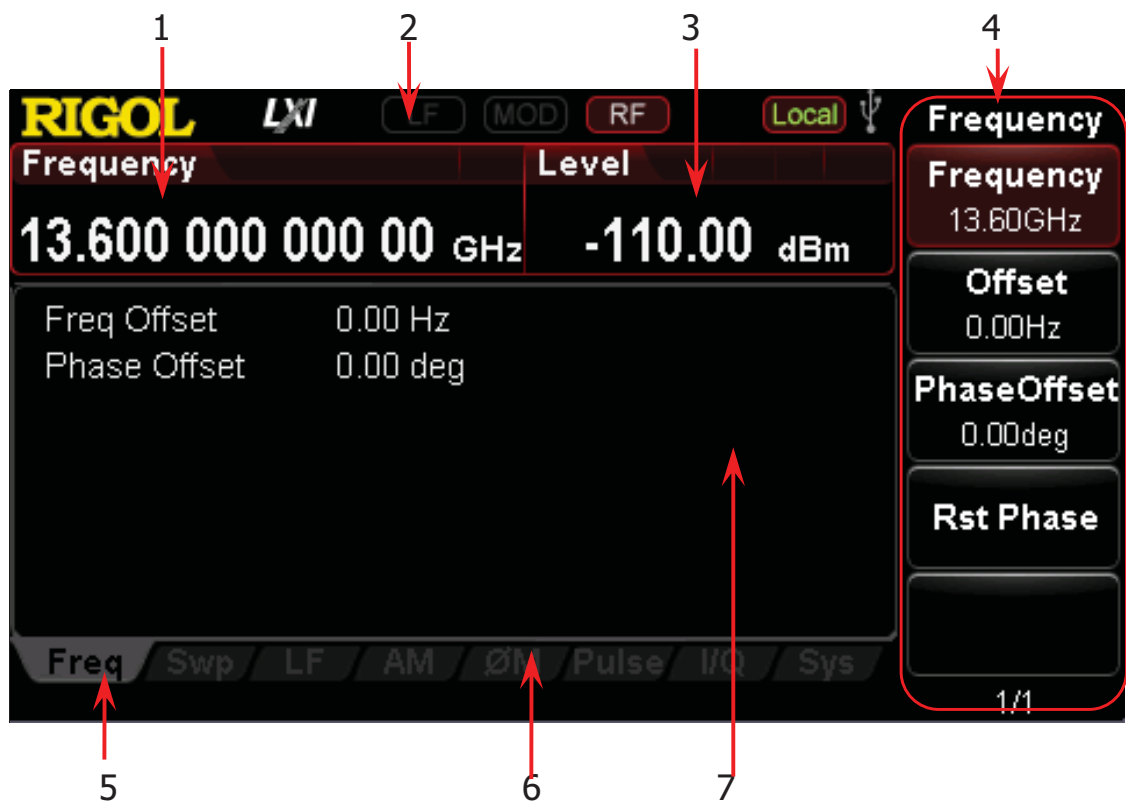 1 2 3 4
RIGOL LXI LF MOD RF Local Frequency
Frequency Level
13.600 000 000 00 GHz -110.00 dBm
Frequency
13.60GHz
Offset
0.00Hz
Freq Offset 0.00 Hz
Phase Offset 0.00 deg
PhaseOffset
0.00deg
Rst Phase
Freq Swp LF AM ØM Pulse I/Q Sys
1/1
5 6 7